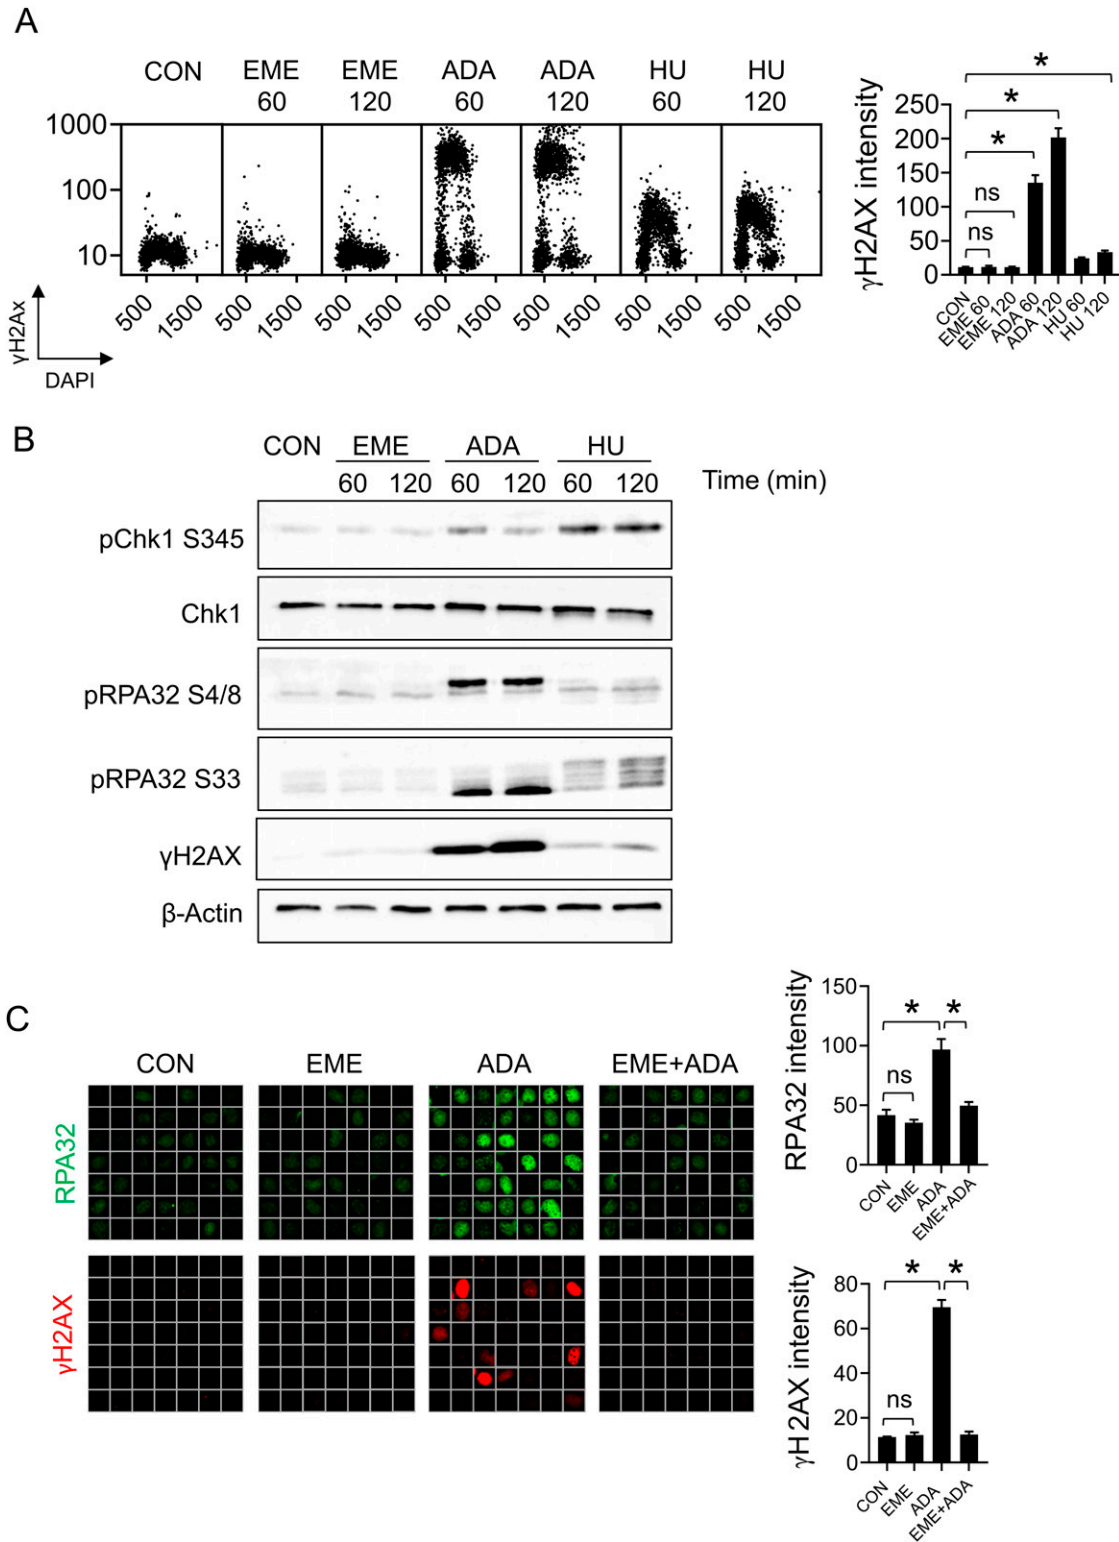 A
CON EME 60 EME 120 ADA 60 ADA 120 HU 60 HU 120
1000
100
10
500 1500 500 1500 500 1500 500 1500 500 1500 500 1500 500 1500
γH2Ax
DAPI
γH2AX intensity
250
200
150
100
50
0
*
*
*
ns
ns
CON EME 60 EME 120 ADA 60 ADA 120 HU 60 HU 120
B
CON EME ADA HU
60 120 60 120 60 120 Time (min)
pChk1 S345
Chk1
pRPA32 S4/8
pRPA32 S33
γH2AX
β-Actin
C
CON EME ADA EME+ADA
RPA32
γH2AX
RPA32 intensity
150
100
50
0
* *
ns
CON EME ADA EME+ADA
γH2AX intensity
80
60
40
20
0
* *
ns
CON EME ADA EME+ADA